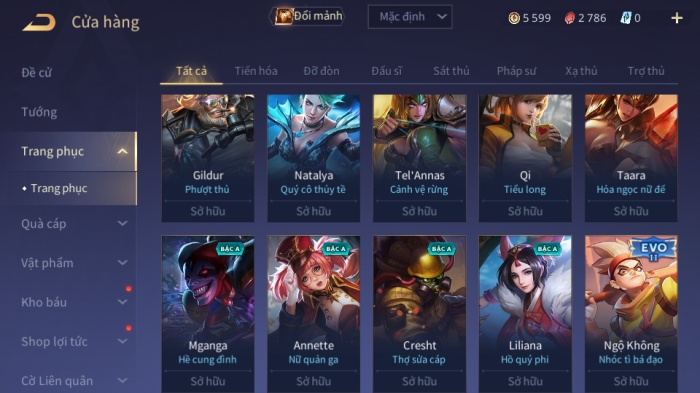 Cửa hàng
Đổi mảnh
Mặc định
5 599
2 786
0
Đề cử
Tướng
Trang phục
Trang phục
Quà cáp
Vật phẩm
Kho báu
Shop lợi tức
Cờ Liên quân
Tất cả
Tiến hóa
Đỡ đòn
Đấu sĩ
Sát thủ
Pháp sư
Xạ thủ
Trợ thủ
Gildur
Phượt thủ
Sở hữu
Natalya
Quý cô thủy tề
Sở hữu
Tel'Annas
Cảnh vệ rừng
Sở hữu
Qi
Tiểu long
Sở hữu
Taara
Hỏa ngọc nữ đế
Sở hữu
BẬC A
Mganga
Hề cung đình
Sở hữu
BẬC A
Annette
Nữ quản ga
Sở hữu
BẬC A
Cresht
Thợ sửa cáp
Sở hữu
BẬC A
Liliana
Hồ quý phi
Sở hữu
EVO
II
Ngộ Không
Nhóc tì bá đạo
Sở hữu